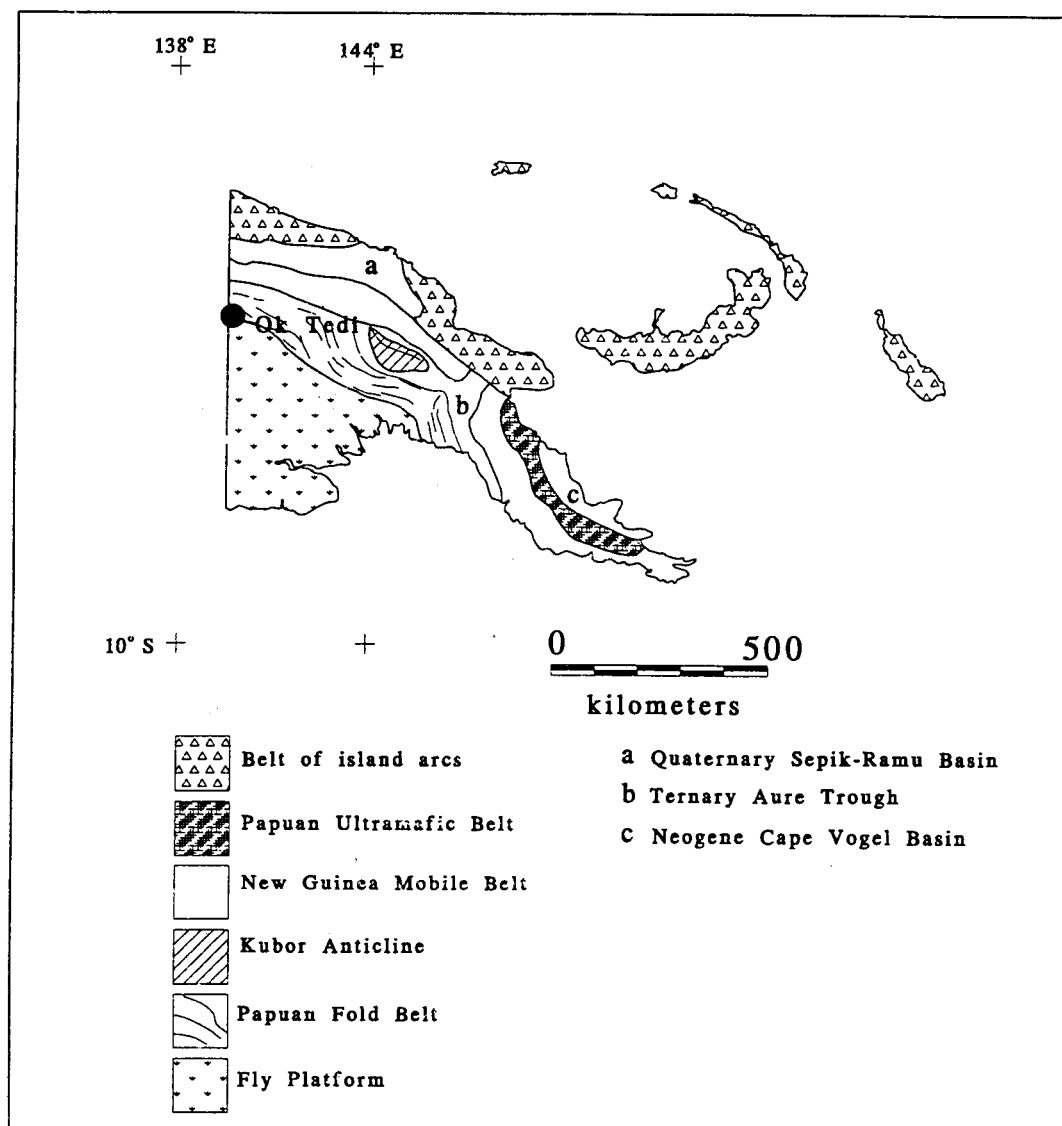 138° E
144° E
a
Ok Tedi
b
c
10° S
0 500
kilometers
Belt of island arcs
Papuan Ultramafic Belt
New Guinea Mobile Belt
Kubor Anticline
Papuan Fold Belt
Fly Platform
a Quaternary Sepik-Ramu Basin
b Ternary Aure Trough
c Neogene Cape Vogel Basin